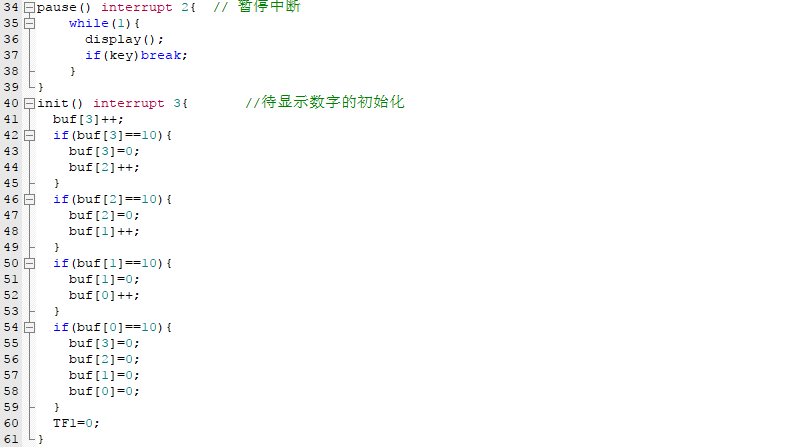 34 pause() interrupt 2{  // 暂停中断
35     while(1){
36       display();
37       if(key)break;
38     }
39 }
40 init() interrupt 3{       //待显示数字的初始化
41   buf[3]++;
42   if(buf[3]==10){
43     buf[3]=0;
44     buf[2]++;
45   }
46   if(buf[2]==10){
47     buf[2]=0;
48     buf[1]++;
49   }
50   if(buf[1]==10){
51     buf[1]=0;
52     buf[0]++;
53   }
54   if(buf[0]==10){
55     buf[3]=0;
56     buf[2]=0;
57     buf[1]=0;
58     buf[0]=0;
59   }
60   TF1=0;
61 }